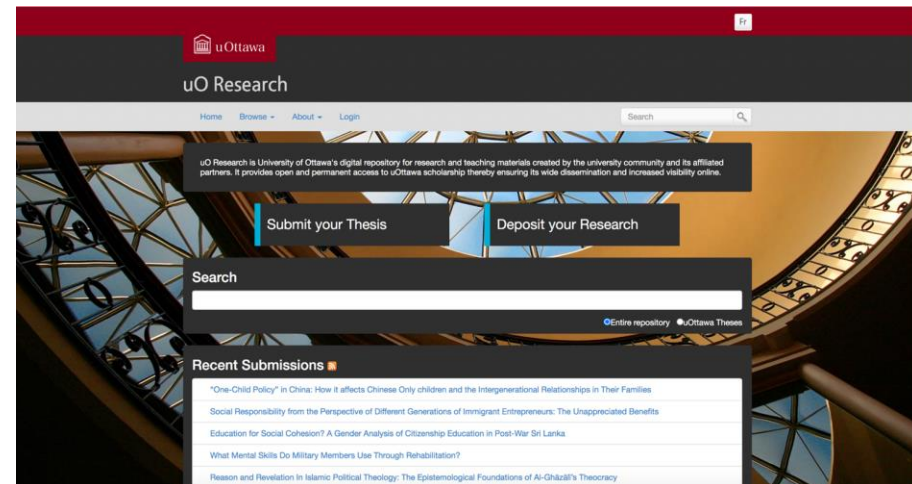 Fr
uOttawa
uO Research
Home Browse About Login Search
uO Research is University of Ottawa's digital repository for research and teaching materials created by the university community and its affiliated
partners. It provides open and permanent access to uOttawa scholarship thereby ensuring its wide dissemination and increased visibility online.
Submit your Thesis Deposit your Research
Search
Entire repository uOttawa Theses
Recent Submissions
"One-Child Policy" in China: How it affects Chinese Only children and the Intergenerational Relationships in Their Families
Social Responsibility from the Perspective of Different Generations of Immigrant Entrepreneurs: The Unappreciated Benefits
Education for Social Cohesion? A Gender Analysis of Citizenship Education in Post-War Sri Lanka
What Mental Skills Do Military Members Use Through Rehabilitation?
Reason and Revelation in Islamic Political Theology: The Epistemological Foundations of Al-Ghāzālī's Theocracy